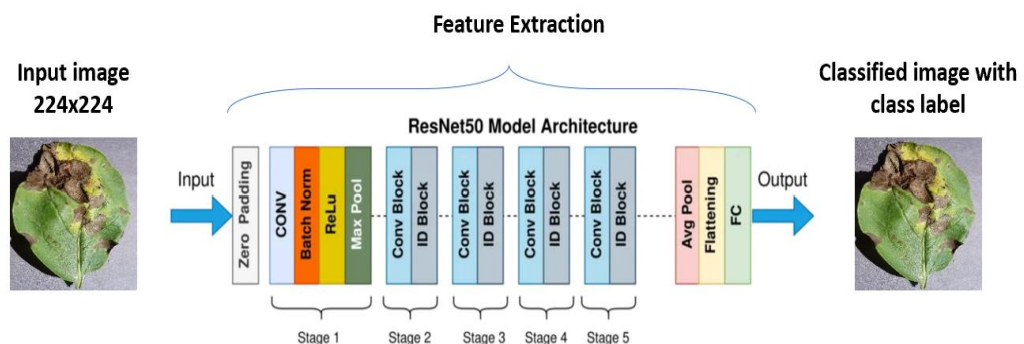 Feature Extraction
Input image
224x224
Classified image with
class label
ResNet50 Model Architecture
Input
Zero Padding
CONV
Batch Norm
ReLu
Max Pool
Conv Block
ID Block
Conv Block
ID Block
Conv Block
ID Block
Conv Block
ID Block
Avg Pool
Flattening
FC
Output
Stage 1
Stage 2
Stage 3
Stage 4
Stage 5